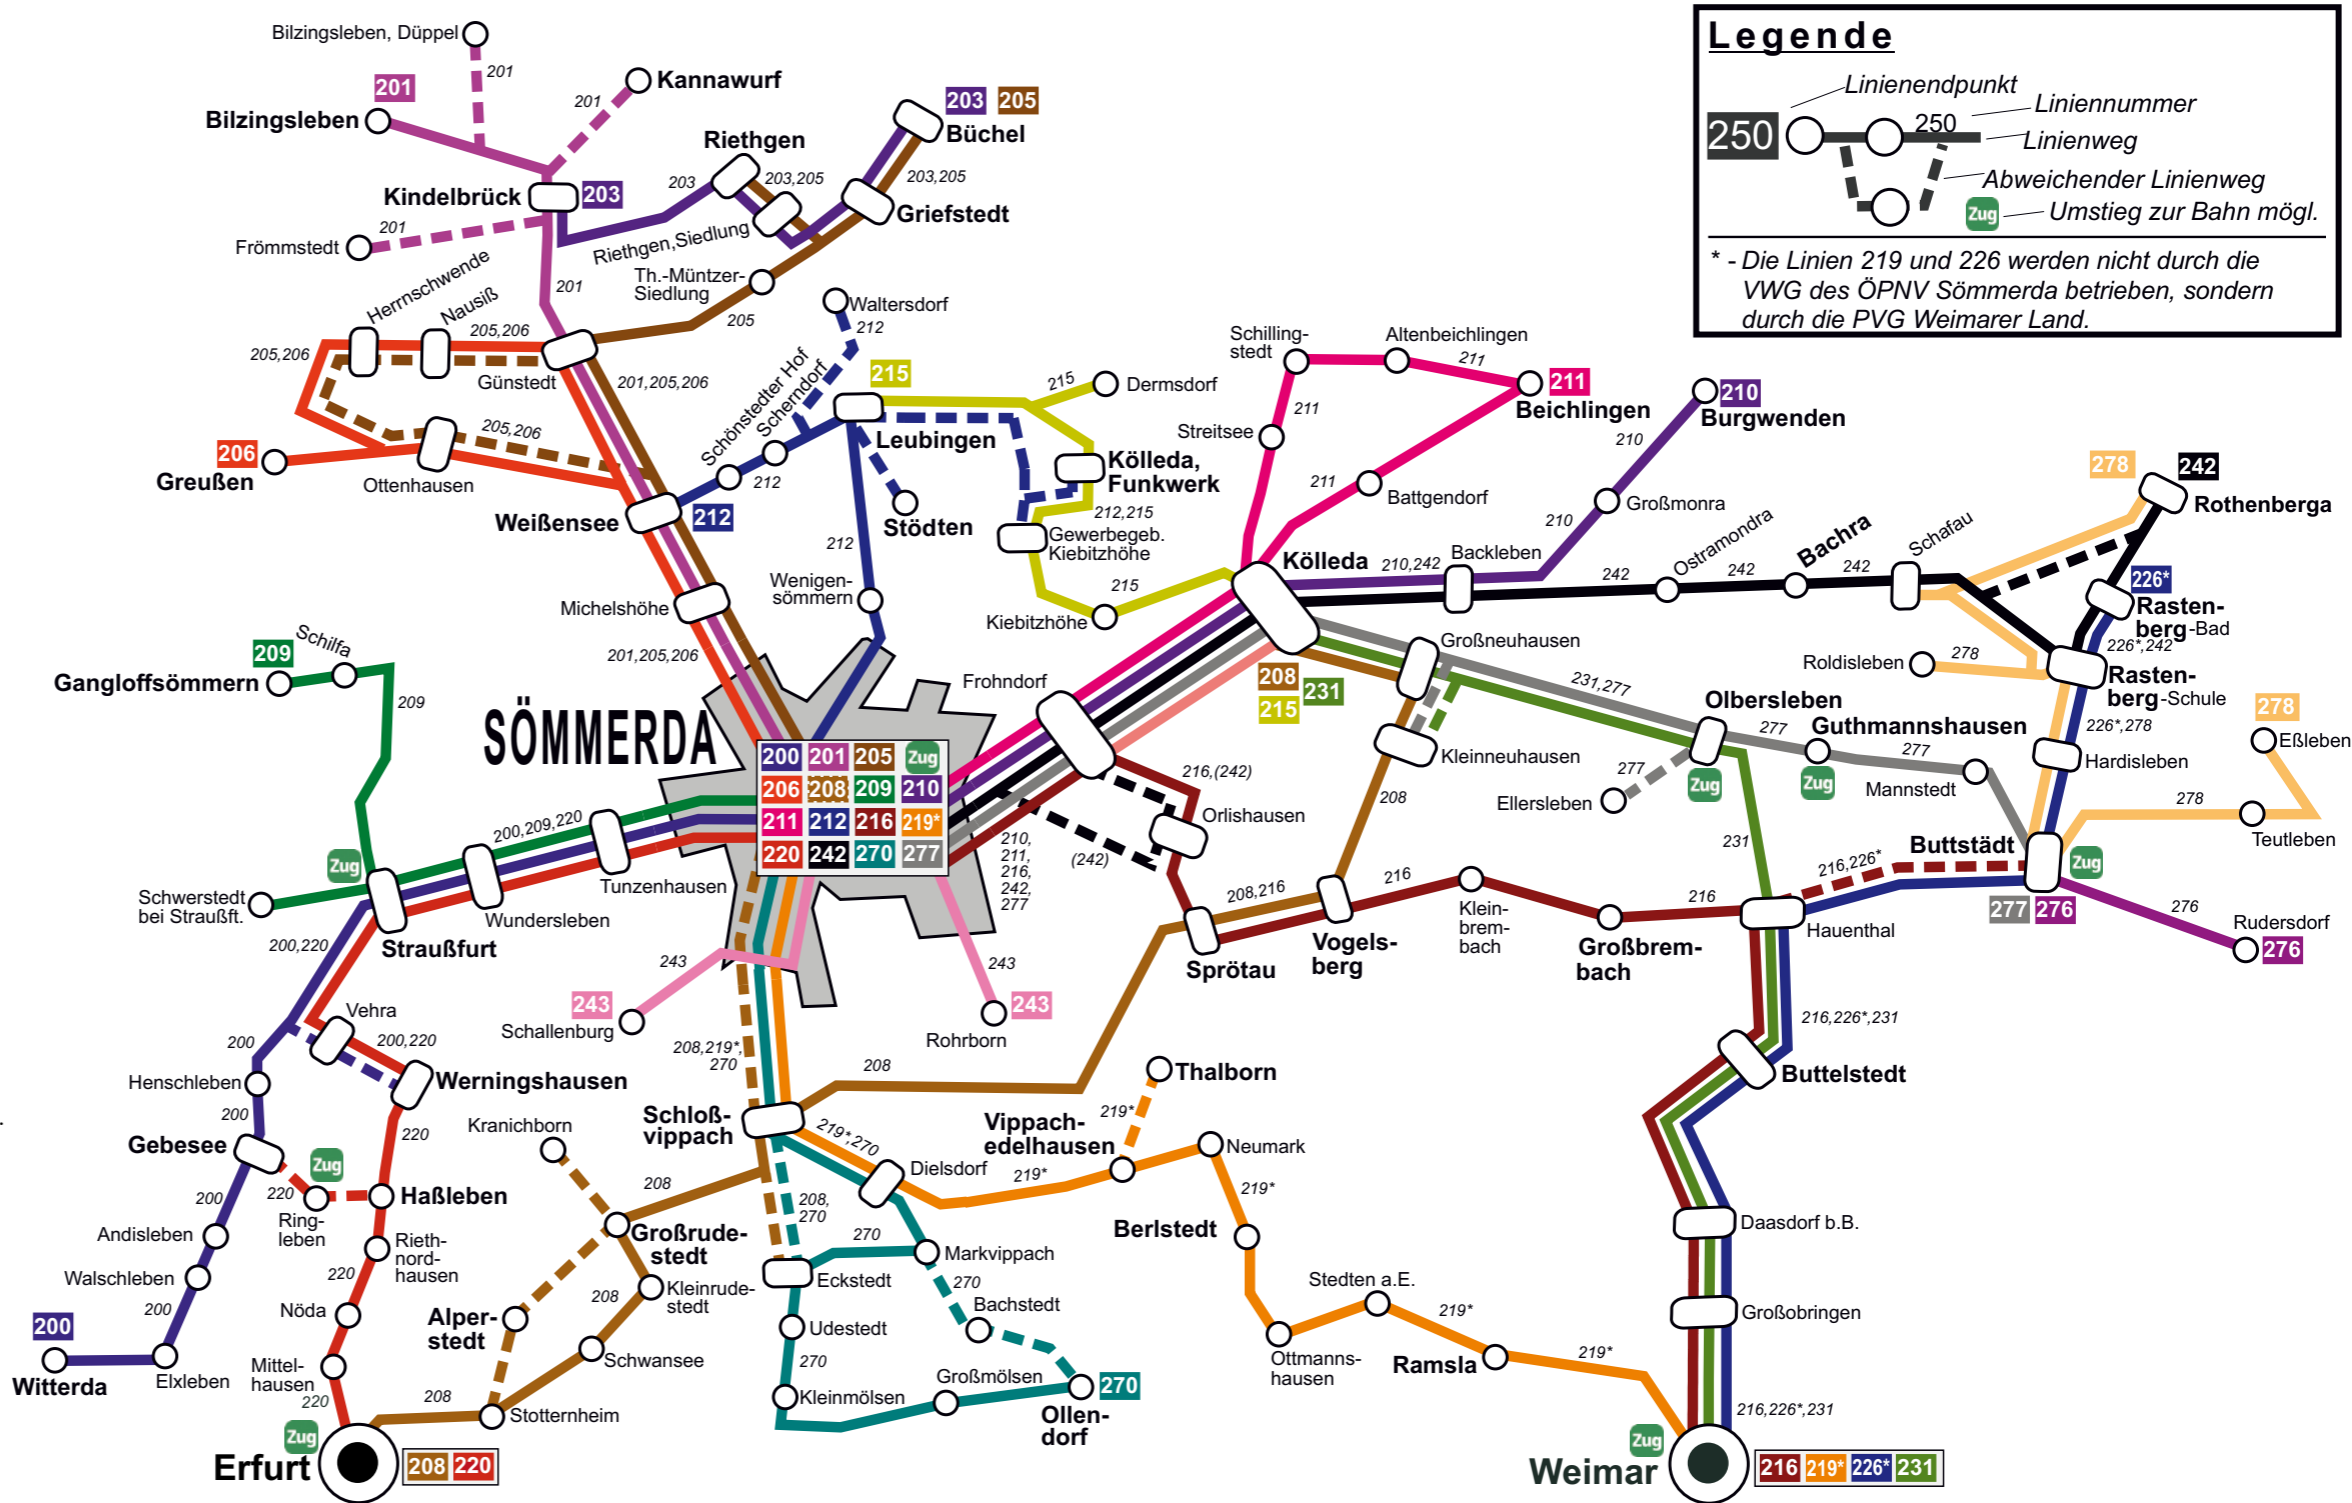 Legende
Linienendpunkt
Liniennummer
250
250
Linienweg
Abweichender Linienweg
Zug
Umstieg zur Bahn mögl.
* - Die Linien 219 und 226 werden nicht durch die
VWG des ÖPNV Sömmerda betrieben, sondern
durch die PVG Weimarer Land.
Bilzingsleben, Düppel
201
201
Bilzingsleben
201
Kannawurf
203 205
Büchel
Riethgen
203
203,205
203,205
Kindelbrück
203
Griefstedt
Riethgen,Siedlung
201
Frömmstedt
201
Th.-Müntzer-
Siedlung
205
Herrnschwende
Nausiß
205,206
205,206
Günstedt
201,205,206
205,206
206
Greußen
Ottenhausen
Weißensee
212
Waltersdorf
212
Schönstedter Hof
Scherndorf
212
215
Leubingen
215
Dermsdorf
Kölleda,
Funkwerk
212,215
Stödten
Gewerbegeb.
Kiebitzhöhe
212
Wenigen-
sömmern
215
Kiebitzhöhe
Michelshöhe
201,205,206
Schilling-
stedt
Altenbeichlingen
211
211
Beichlingen
211
Streitsee
211
Battgendorf
210
Burgwenden
210
Großmonra
210
Kölleda
210,242
Backleben
242
Ostramondra
242
Bachra
242
Schafau
278
242
Rothenberga
226*
Rasten-
berg-Bad
226*,242
Roldisleben
278
Rasten-
berg-Schule
226*,278
278
Eßleben
Hardisleben
278
Teutleben
209
Schilfa
Gangloffsömmern
209
SÖMMERDA
200 201 205 Zug
206 208 209 210
211 212 216 219*
220 242 270 277
Frohndorf
208
231
215
Großneuhausen
231,277
Kleinneuhausen
Olbersleben
277
Guthmannshausen
277
Zug
Zug
277
Ellersleben
Mannstedt
Buttstädt
Zug
277 276
276
Rudersdorf
276
216,(242)
Orlishausen
(242)
210,
211,
216,
242,
277
208
231
216,226*
200,209,220
Zug
Schwerstedt
bei Straußft.
Tunzenhausen
Wundersleben
Straußfurt
200,220
208,216
216
Sprötau
Vogels-
berg
Klein-
brem-
bach
216
Großbrem-
bach
Hauenthal
216,226*,231
Buttelstedt
243
243
Schallenburg
243
243
Rohrborn
Vehra
200,220
200
Henschleben
Werningshausen
200
220
Gebesee
Zug
220
Ring-
leben
Haßleben
200
Andisleben
Walschleben
200
200
Witterda
Elxleben
Rieth-
nord-
hausen
220
Nöda
Mittel-
hausen
220
Zug
Erfurt
208 220
208,219*,
270
208
Schloß-
vippach
Kranichborn
219*,270
Dielsdorf
208
Großrude-
stedt
208,
270
270
Markvippach
Eckstedt
Kleinrude-
stedt
208
Alper-
stedt
Schwansee
208
Stotternheim
Udestedt
270
Kleinmölsen
270
Bachstedt
Großmölsen
270
Ollen-
dorf
Thalborn
219*
Vippach-
edelhausen
219*
Neumark
219*
Berlstedt
Stedten a.E.
219*
Ottmanns-
hausen
Ramsla
219*
Daasdorf b.B.
Großobringen
216,226*,231
Zug
Weimar
216 219* 226* 231